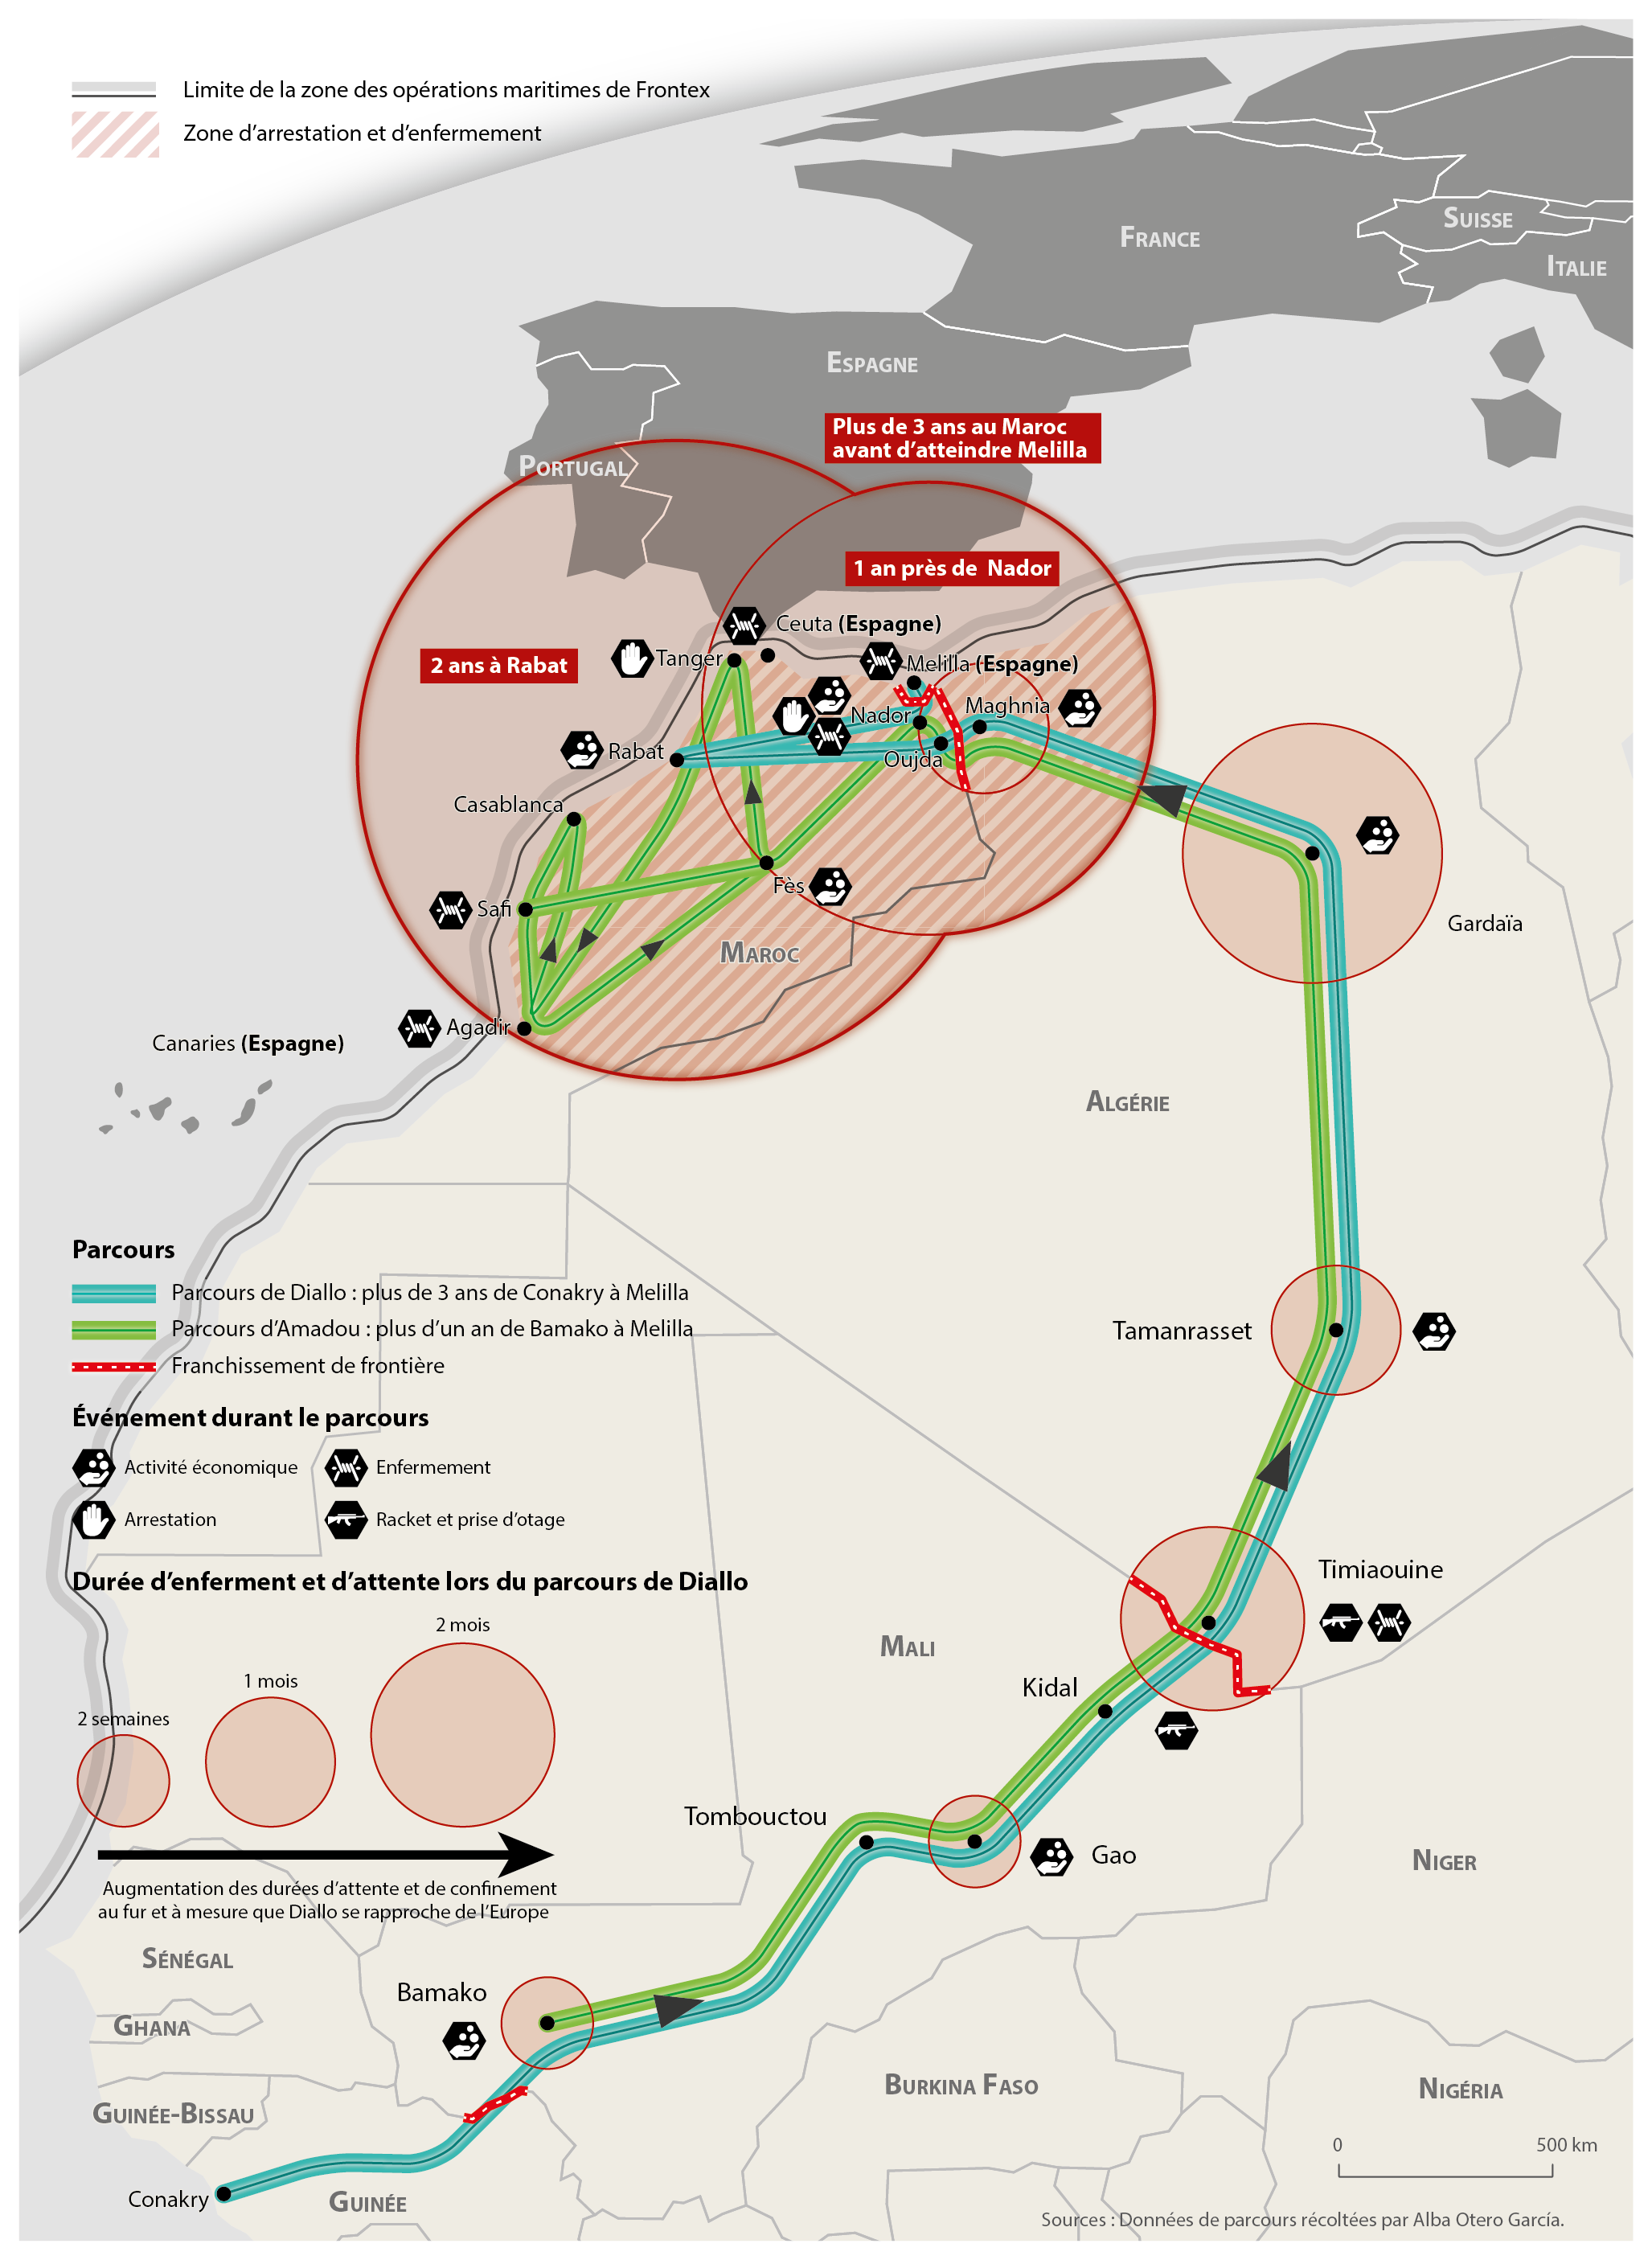 Limite de la zone des opérations maritimes de Frontex
Zone d’arrestation et d’enfermement
France
Suisse
Italie
Espagne
Plus de 3 ans au Maroc
avant d’atteindre Melilla
Portugal
1 an près de Nador
Ceuta (Espagne)
2 ans à Rabat
Tanger
Melilla (Espagne)
Maghnia
Nador
Rabat
Oujda
Casablanca
Fès
Safi
Gardaïa
Maroc
Agadir
Canaries (Espagne)
Algérie
Parcours
Parcours de Diallo : plus de 3 ans de Conakry à Melilla
Parcours d’Amadou : plus d’un an de Bamako à Melilla
Franchissement de frontière
Tamanrasset
Événement durant le parcours
Activité économique
Enfermement
Arrestation
Racket et prise d’otage
Timiaouine
Durée d’enferment et d’attente lors du parcours de Diallo
2 mois
Mali
1 mois
Kidal
2 semaines
Tombouctou
Gao
Niger
Augmentation des durées d’attente et de confinement
au fur et à mesure que Diallo se rapproche de l’Europe
Sénégal
Bamako
Ghana
Burkina Faso
Nigéria
Guinée-Bissau
0 500 km
Conakry
Guinée
Sources : Données de parcours récoltées par Alba Otero García.